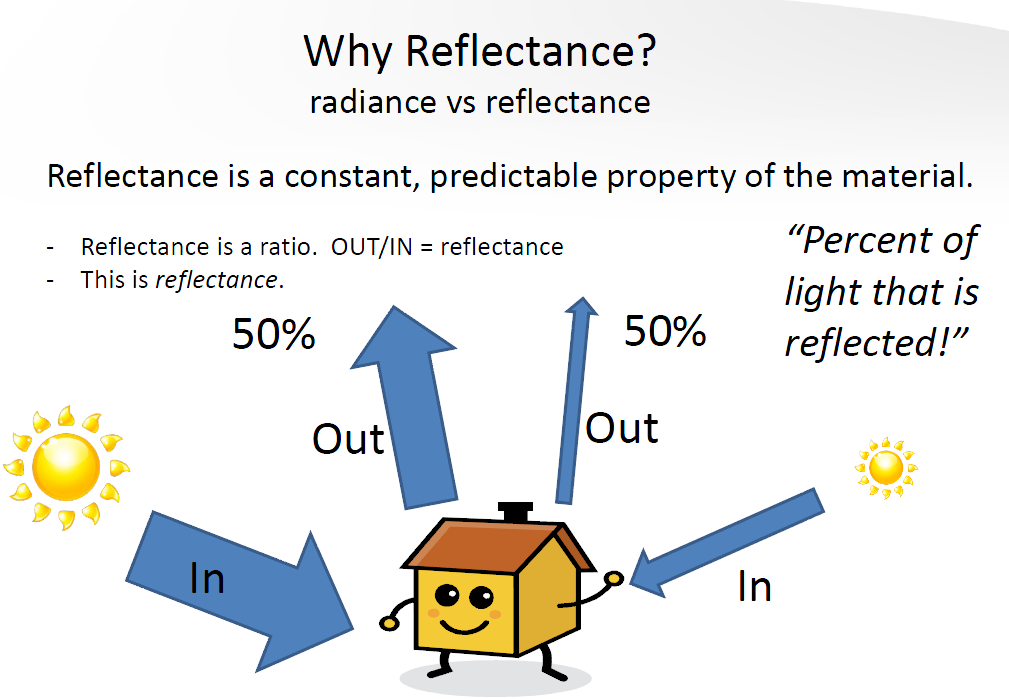 Why Reflectance?
radiance vs reflectance
Reflectance is a constant, predictable property of the material.
- Reflectance is a ratio. OUT/IN = reflectance
- This is reflectance.
“Percent of
light that is
reflected!”
50%
50%
Out
Out
In
In